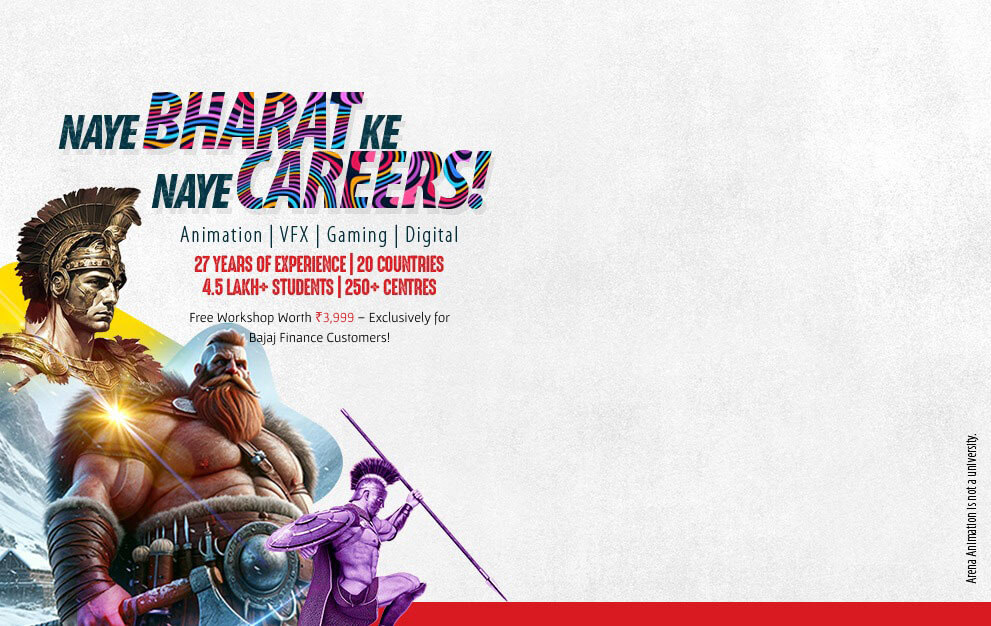 NAYE BHARAT KE
NAYE CAREERS!
Animation | VFX | Gaming | Digital
27 YEARS OF EXPERIENCE | 20 COUNTRIES
4.5 LAKH+ STUDENTS | 250+ CENTRES
Free Workshop Worth ₹3,999 – Exclusively for
Bajaj Finance Customers!
Arena Animation is not a university.